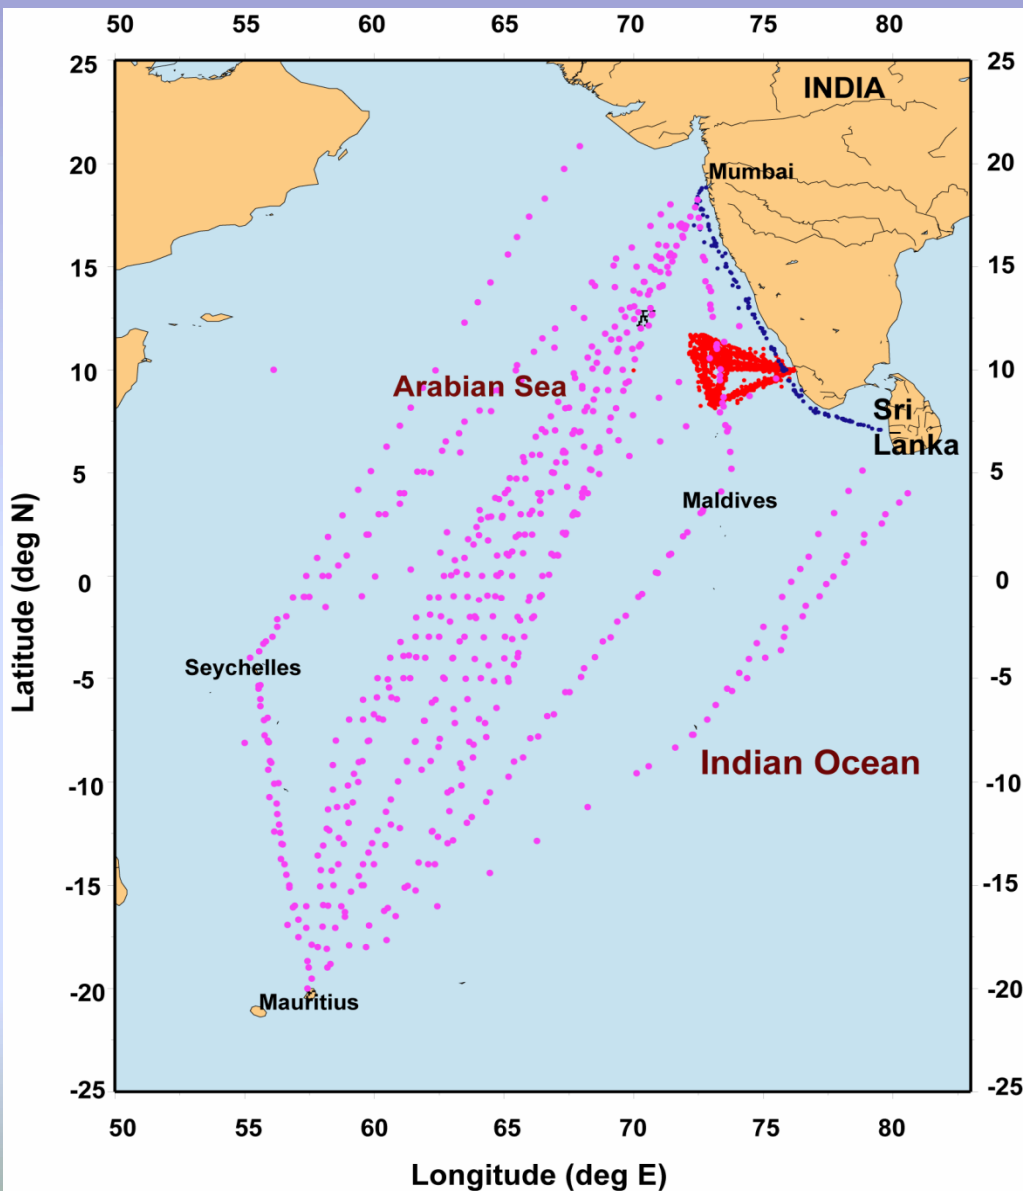 50 55 60 65 70 75 80
25 25
INDIA
20 20
Mumbai
15 15
10 10
Arabian Sea
Sri
Lanka
5 5
Maldives
Latitude (deg N)
0 0
Seychelles
-5 -5
Indian Ocean
-10 -10
-15 -15
-20 -20
Mauritius
-25 -25
50 55 60 65 70 75 80
Longitude (deg E)